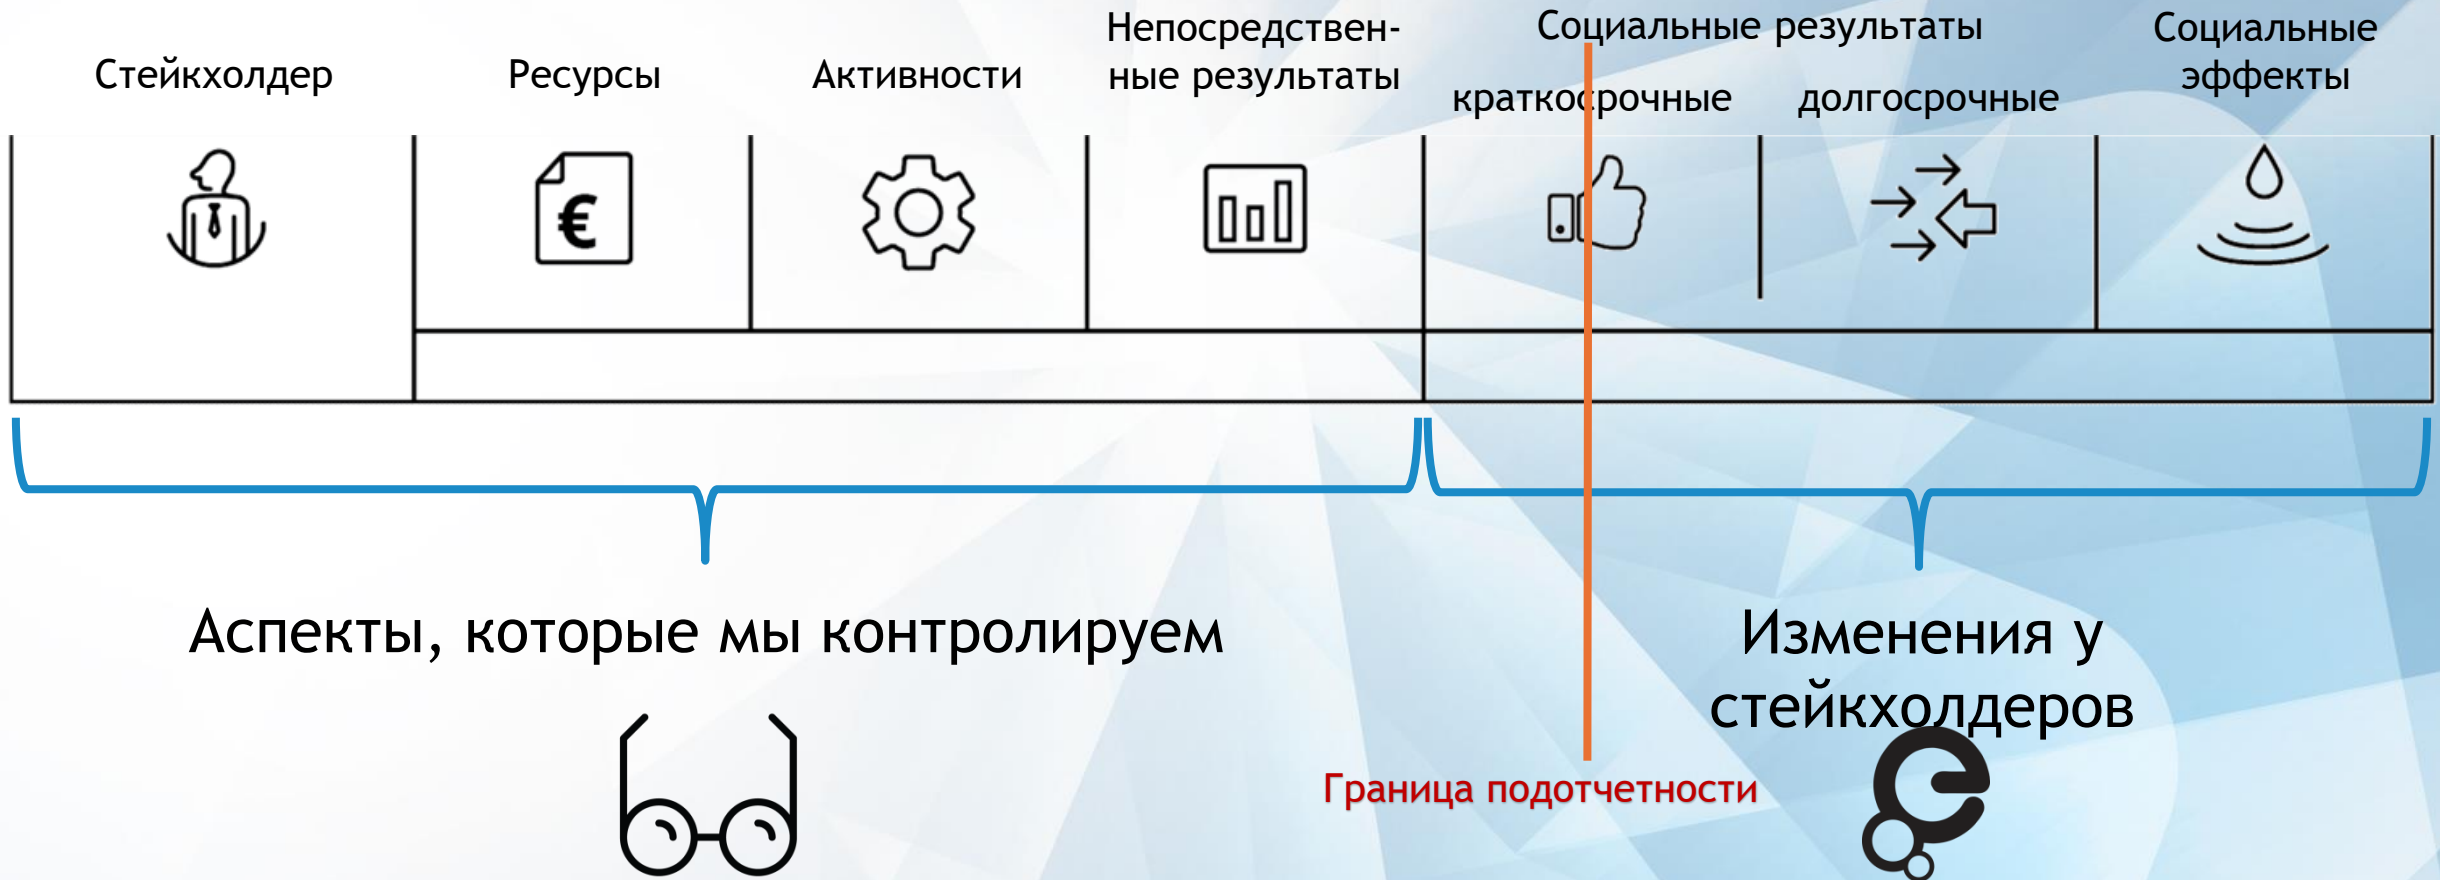 Стейкхолдер
Ресурсы
Активности
Непосредствен-
ные результаты
Социальные результаты
краткосрочные
долгосрочные
Социальные
эффекты
€
Аспекты, которые мы контролируем
Изменения у
стейкхолдеров
Граница подотчетности